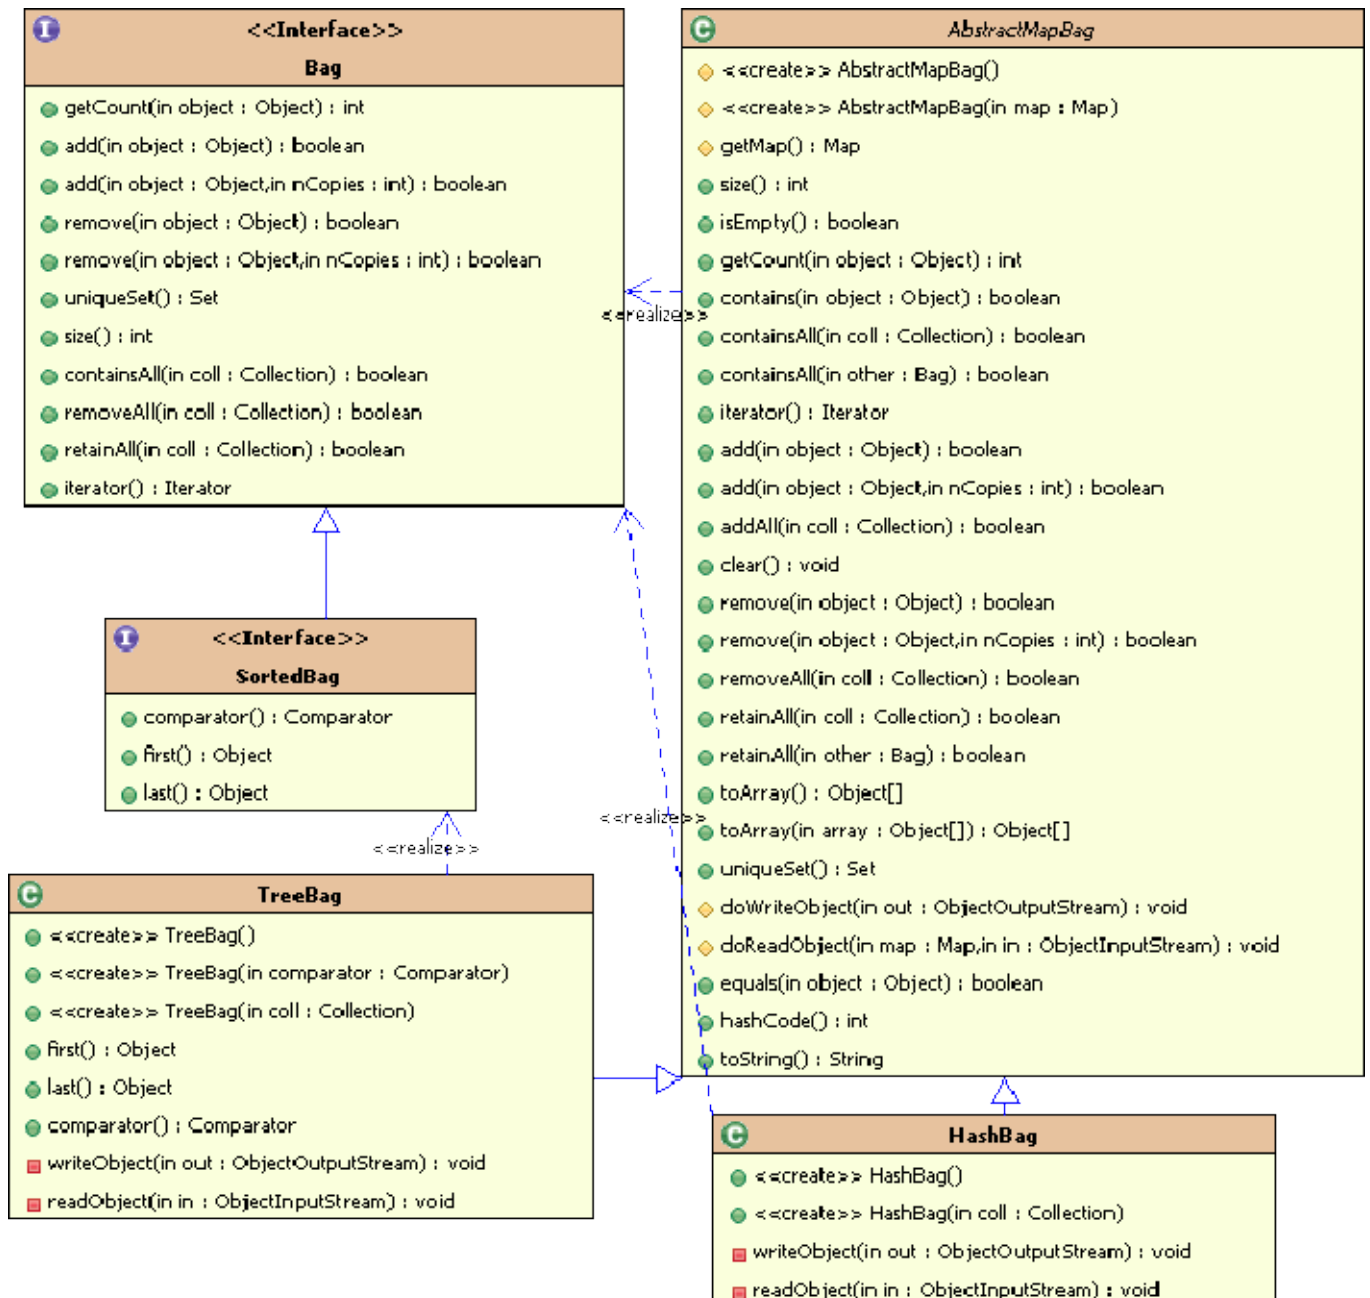 <<Interface>>
Bag
getCount(in object : Object) : int
add(in object : Object) : boolean
add(in object : Object,in nCopies : int) : boolean
remove(in object : Object) : boolean
remove(in object : Object,in nCopies : int) : boolean
uniqueSet() : Set
size() : int
containsAll(in coll : Collection) : boolean
removeAll(in coll : Collection) : boolean
retainAll(in coll : Collection) : boolean
iterator() : Iterator
<<realize>>
AbstractMapBag
<<create>> AbstractMapBag()
<<create>> AbstractMapBag(in map : Map)
getMap() : Map
size() : int
isEmpty() : boolean
getCount(in object : Object) : int
contains(in object : Object) : boolean
containsAll(in coll : Collection) : boolean
containsAll(in other : Bag) : boolean
iterator() : Iterator
add(in object : Object) : boolean
add(in object : Object,in nCopies : int) : boolean
addAll(in coll : Collection) : boolean
clear() : void
remove(in object : Object) : boolean
remove(in object : Object,in nCopies : int) : boolean
removeAll(in coll : Collection) : boolean
retainAll(in coll : Collection) : boolean
retainAll(in other : Bag) : boolean
toArray() : Object[]
toArray(in array : Object[]) : Object[]
uniqueSet() : Set
doWriteObject(in out : ObjectOutputStream) : void
doReadObject(in map : Map,in in : ObjectInputStream) : void
equals(in object : Object) : boolean
hashCode() : int
toString() : String
<<Interface>>
SortedBag
comparator() : Comparator
first() : Object
last() : Object
<<realize>>
<<realize>>
TreeBag
<<create>> TreeBag()
<<create>> TreeBag(in comparator : Comparator)
<<create>> TreeBag(in coll : Collection)
first() : Object
last() : Object
comparator() : Comparator
writeObject(in out : ObjectOutputStream) : void
readObject(in in : ObjectInputStream) : void
HashBag
<<create>> HashBag()
<<create>> HashBag(in coll : Collection)
writeObject(in out : ObjectOutputStream) : void
readObject(in in : ObjectInputStream) : void